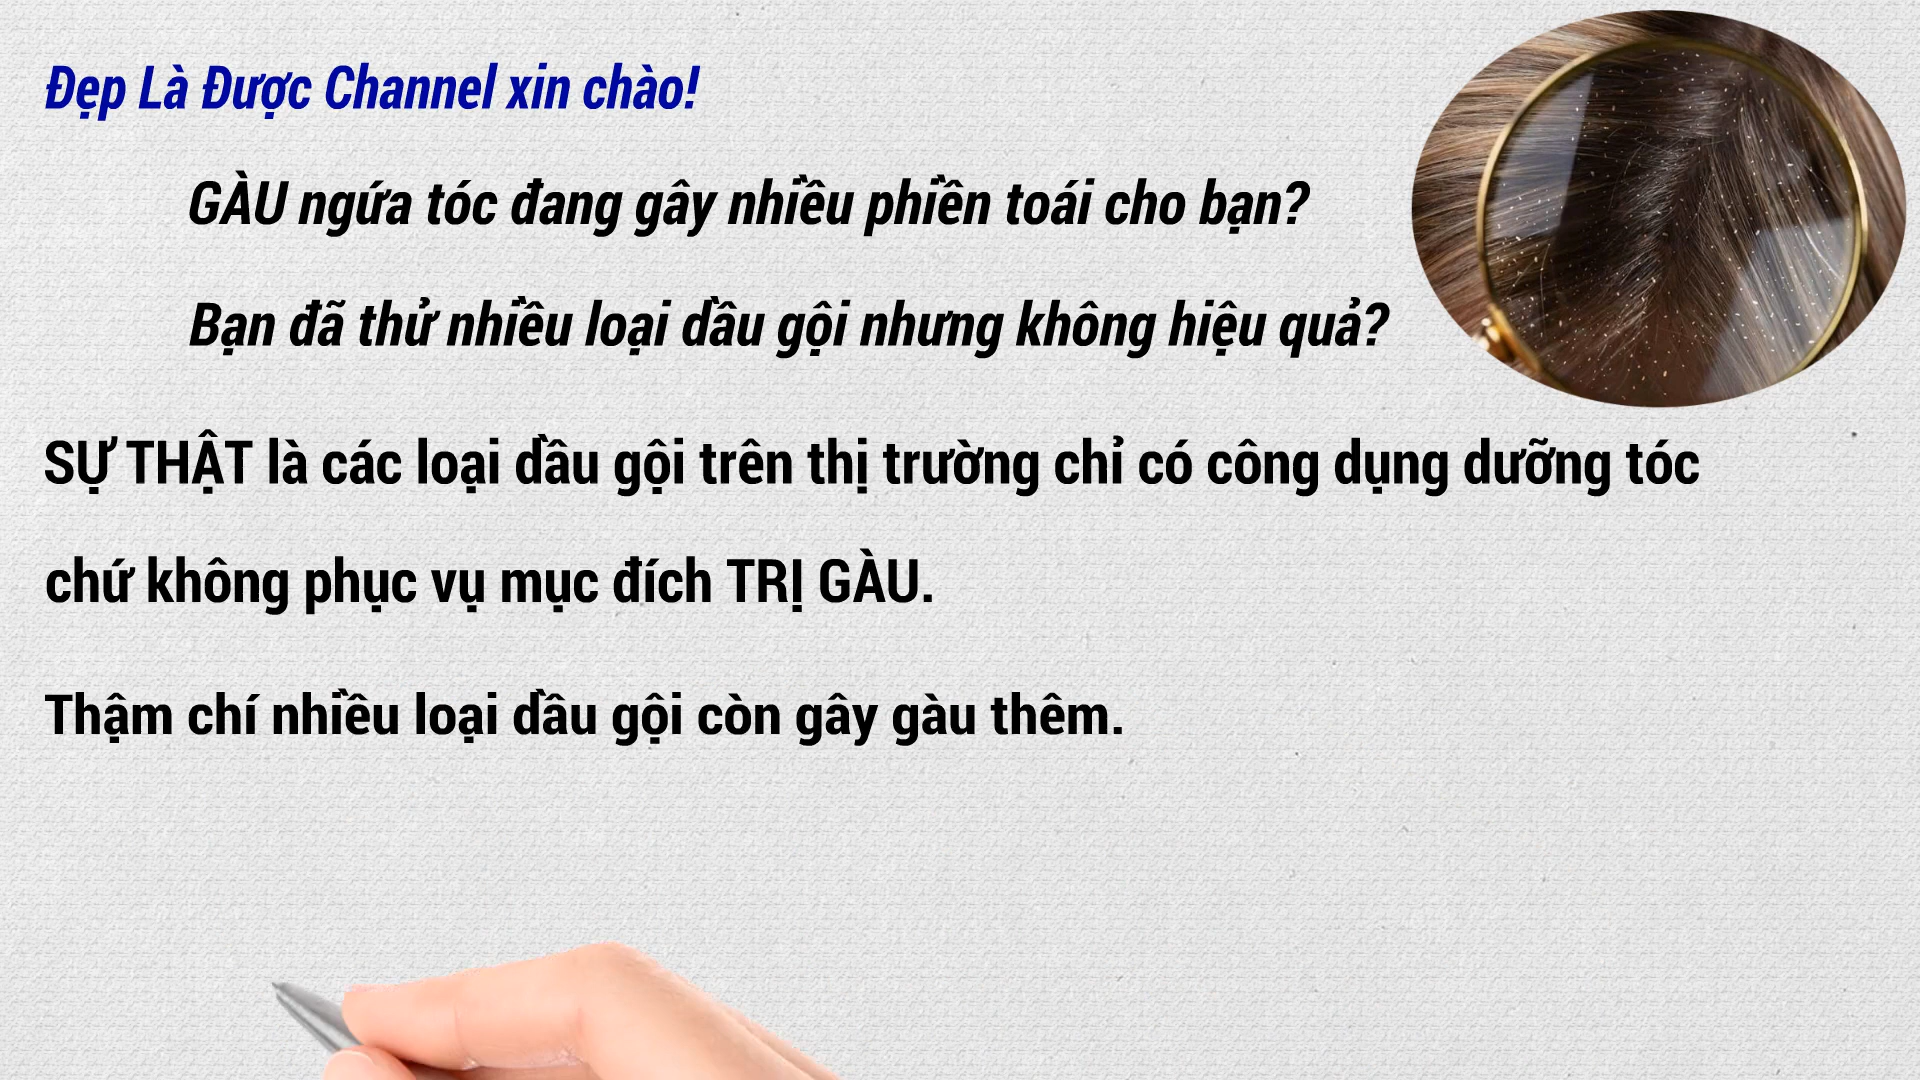 Đẹp Là Được Channel xin chào!
GÀU ngứa tóc đang gây nhiều phiền toái cho bạn?
Bạn đã thử nhiều loại dầu gội nhưng không hiệu quả?
SỰ THẬT là các loại dầu gội trên thị trường chỉ có công dụng dưỡng tóc
chứ không phục vụ mục đích TRỊ GÀU.
Thậm chí nhiều loại dầu gội còn gây gàu thêm.